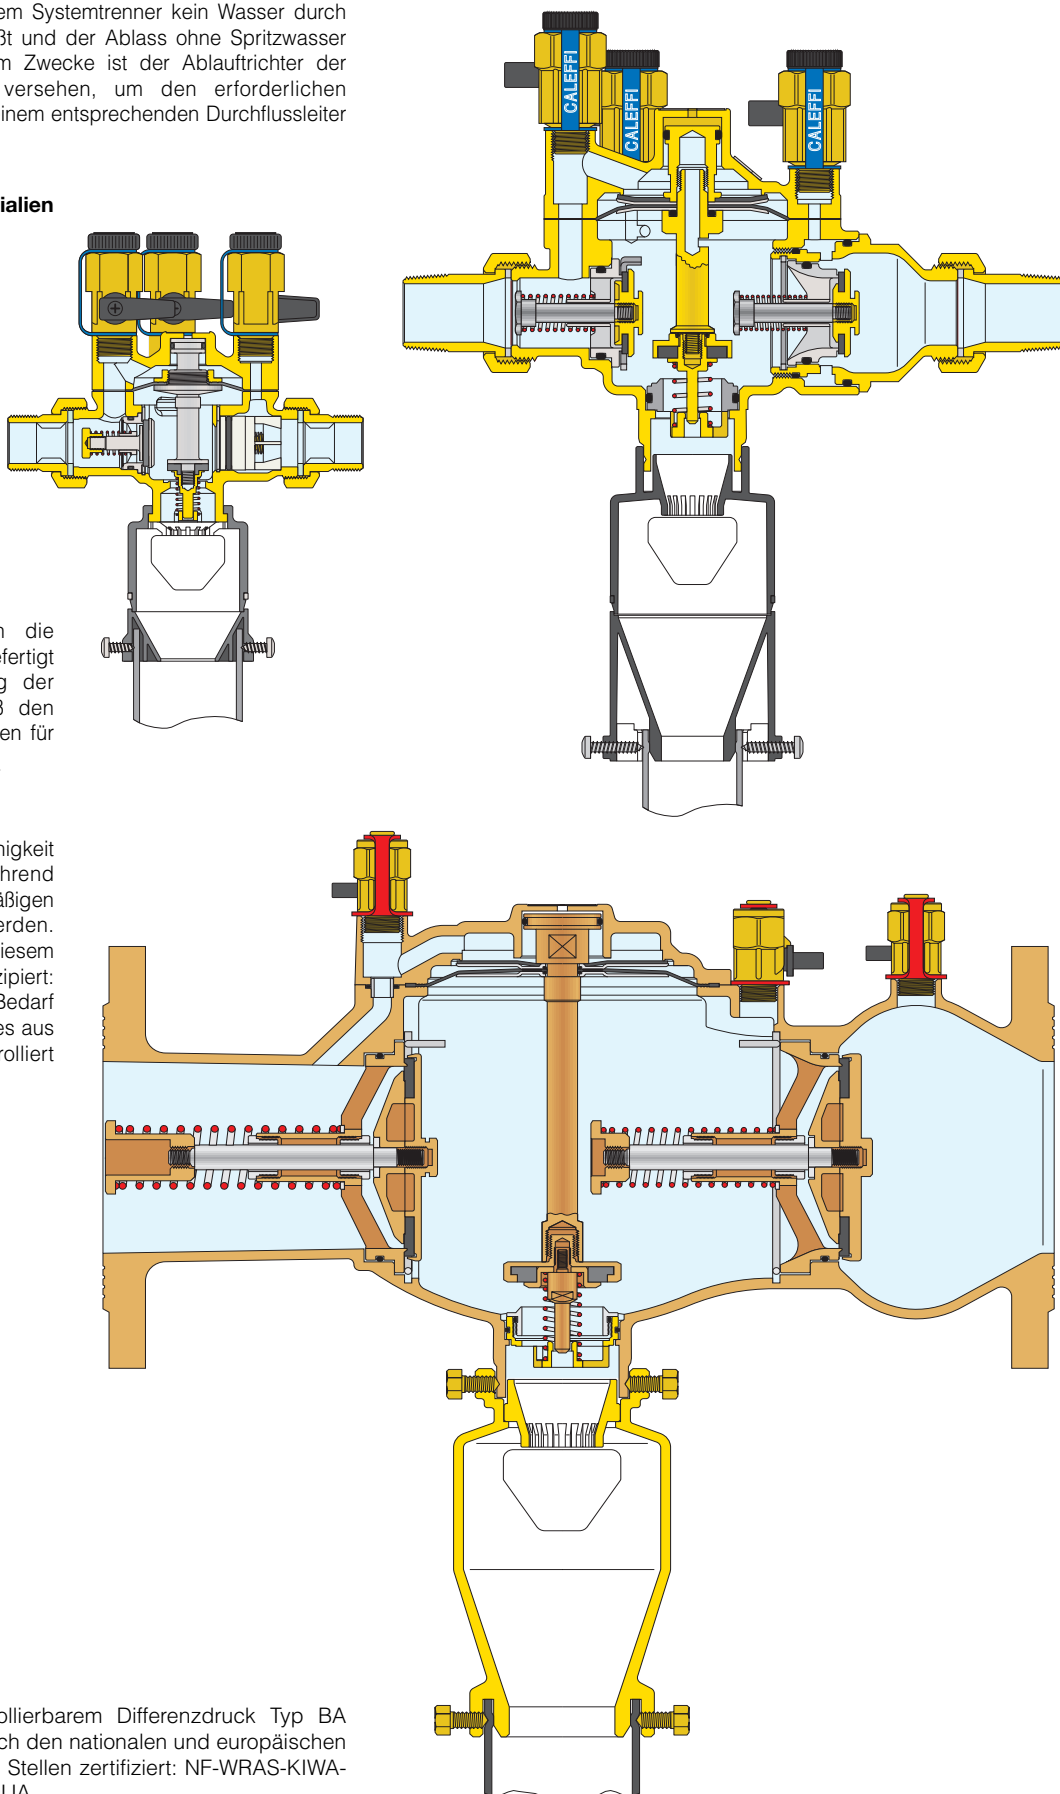 em Systemtrenner kein Wasser durch
ßt und der Ablass ohne Spritzwasser
m Zwecke ist der Ablauftrichter der
versehen, um den erforderlichen
inem entsprechenden Durchflussleiter
ialien
CALEFFI
CALEFFI
CALEFFI
n die
efertigt
g der
3 den
en für
.
nigkeit
hrend
äßigen
erden.
iesem
zipiert:
Bedarf
es aus
rolliert
ollierbarem Differenzdruck Typ BA
ch den nationalen und europäischen
Stellen zertifiziert: NF-WRAS-KIWA-